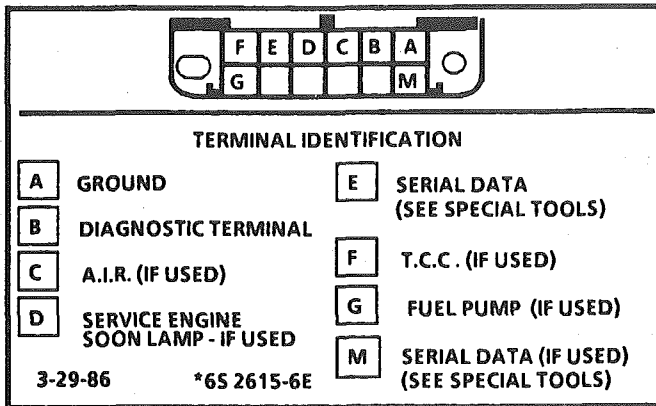 F E D C B A
G M
TERMINAL IDENTIFICATION
A GROUND
B DIAGNOSTIC TERMINAL
C A.I.R. (IF USED)
D SERVICE ENGINE
SOON LAMP - IF USED
E SERIAL DATA
(SEE SPECIAL TOOLS)
F T.C.C. (IF USED)
G FUEL PUMP (IF USED)
M SERIAL DATA (IF USED)
(SEE SPECIAL TOOLS)
3-29-86 *6S 2615-6E